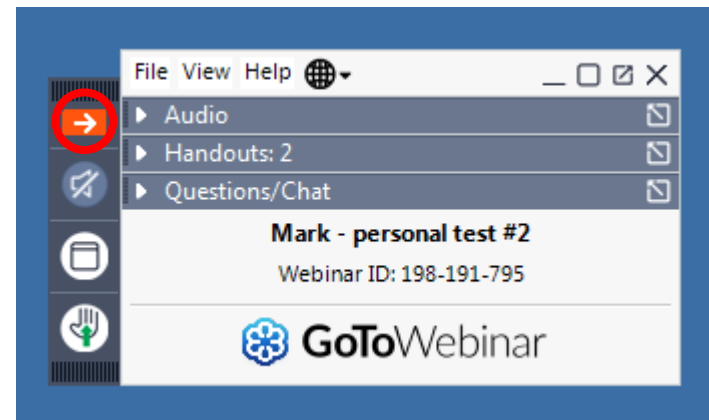 File View Help
Audio
Handouts: 2
Questions/Chat
Mark - personal test #2
Webinar ID: 198-191-795
GoToWebinar